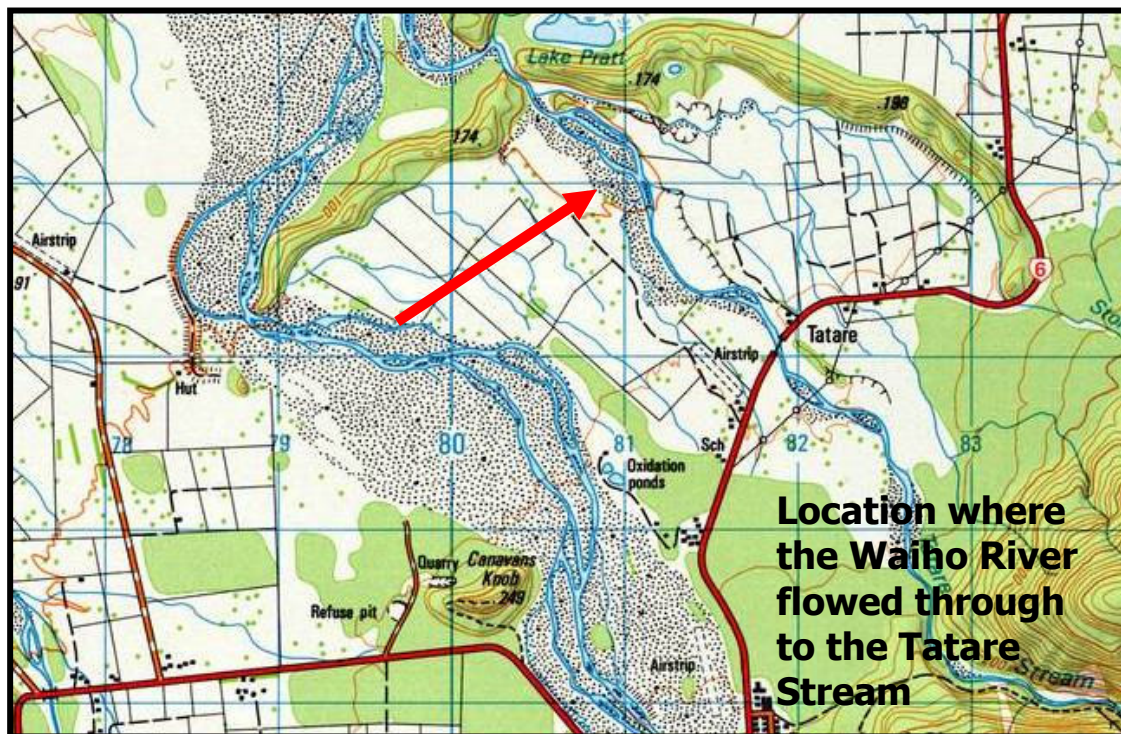 Lake Pratt
174
174
198
100
Airstrip
91
6
Tatare
Airstrip
Hut
78
79
80
81
82
83
Sch
Oxidation
ponds
Quarry
Canavans
Knob
249
Refuse pit
Airstrip
Location where
the Waiho River
flowed through
to the Tatare
Stream
Stream